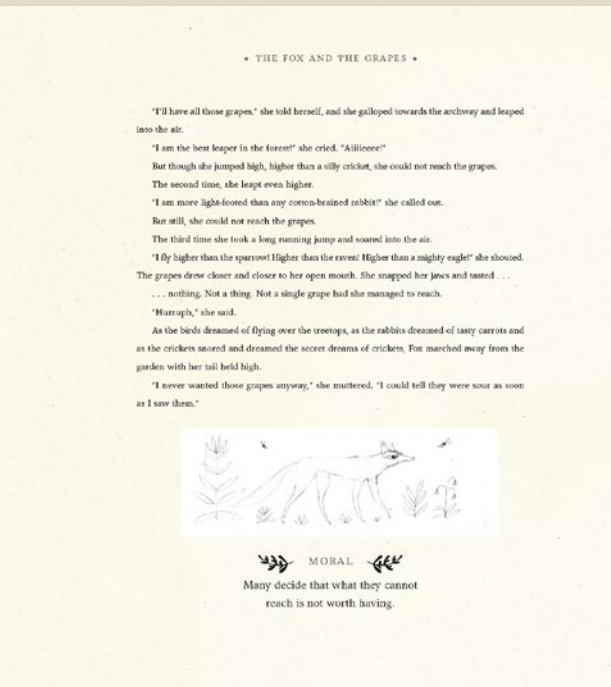 • THE FOX AND THE GRAPES •
"I'll have all those grapes," she told herself, and she galloped towards the archway and leaped
into the air.
"I am the best leaper in the forest!" she cried. "Aiiieeee!"
But though she jumped high, higher than a silly cricket, she could not reach the grapes.
The second time, she leapt even higher.
"I am more light-footed than any cotton-brained rabbit!" she called out.
But still, she could not reach the grapes.
The third time she took a long running jump and soared into the air.
"I fly higher than the sparrow! Higher than the raven! Higher than a mighty eagle!" she shouted.
The grapes drew closer and closer to her open mouth. She snapped her jaws and tasted . . .
. . . nothing. Not a thing. Not a single grape had she managed to reach.
"Hurruph," she said.
As the birds dreamed of flying over the treetops, as the rabbits dreamed of tasty carrots and
as the crickets snored and dreamed the secret dreams of crickets, Fox marched away from the
garden with her tail held high.
"I never wanted those grapes anyway," she muttered. "I could tell they were sour as soon
as I saw them."
MORAL
Many decide that what they cannot
reach is not worth having.